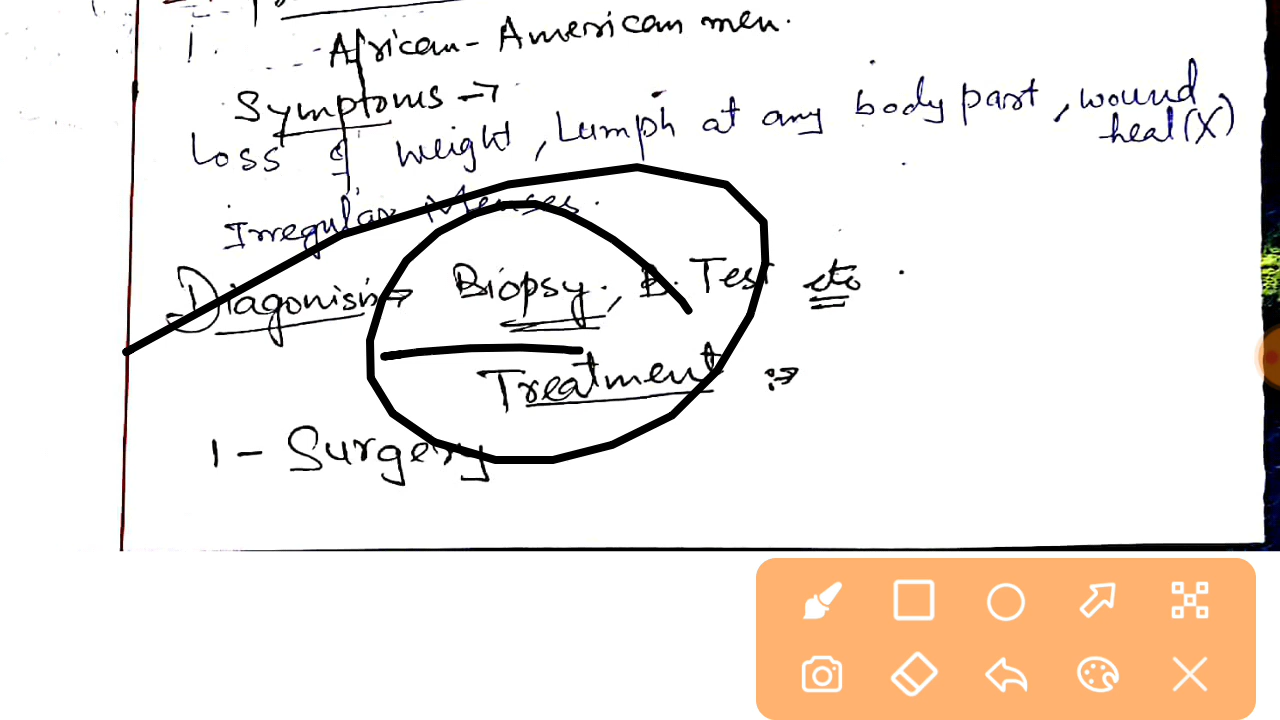 African-American men.
Symptoms →
Loss of weight, Lumph at any body part, wound heal(X)
Irregular Menses.
Diagonisis → Biopsy, B. Test etc
Treatment :→
1 - Surgery